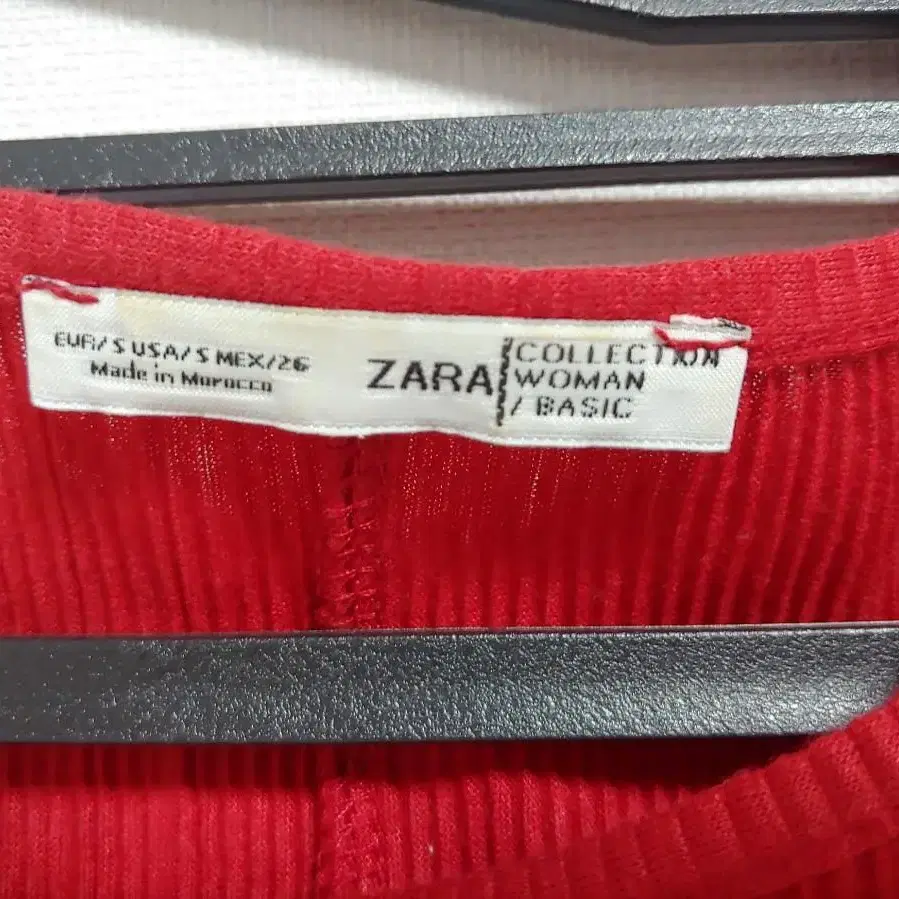 EUR/S USA/S MEX/26
Made in Morocco
ZARA
COLLECTION
WOMAN
/ BASIC